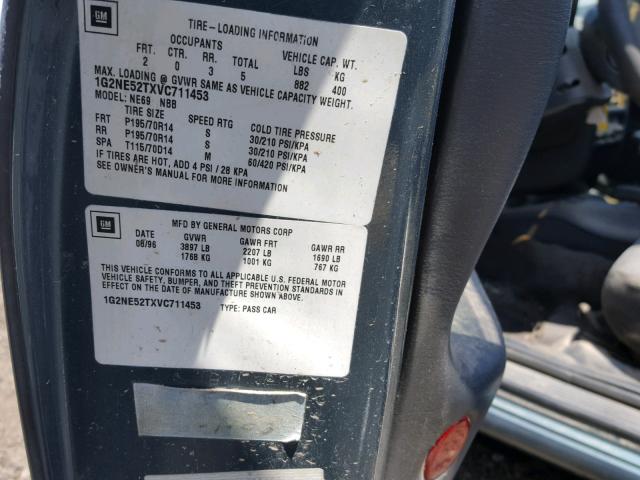 GM
TIRE-LOADING INFORMATION
OCCUPANTS VEHICLE CAP. WT.
FRT. CTR. RR. TOTAL LBS KG
2 0 3 5 882 400
MAX. LOADING @ GVWR SAME AS VEHICLE CAPACITY WEIGHT.
1G2NE52TXVC711453
MODEL: NE69 NBB
TIRE SIZE SPEED RTG COLD TIRE PRESSURE
FRT P195/70R14 S 30/210 PSI/KPA
RR P195/70R14 S 30/210 PSI/KPA
SPA T115/70D14 M 60/420 PSI/KPA
IF TIRES ARE HOT, ADD 4 PSI / 28 KPA
SEE OWNER'S MANUAL FOR MORE INFORMATION
GM
MFD BY GENERAL MOTORS CORP
DATE GVWR GAWR FRT GAWR RR
08/96 3897 LB 2207 LB 1690 LB
1768 KG 1001 KG 767 KG
THIS VEHICLE CONFORMS TO ALL APPLICABLE U.S. FEDERAL MOTOR
VEHICLE SAFETY, BUMPER, AND THEFT PREVENTION STANDARDS IN
EFFECT ON THE DATE OF MANUFACTURE SHOWN ABOVE.
1G2NE52TXVC711453 TYPE: PASS CAR